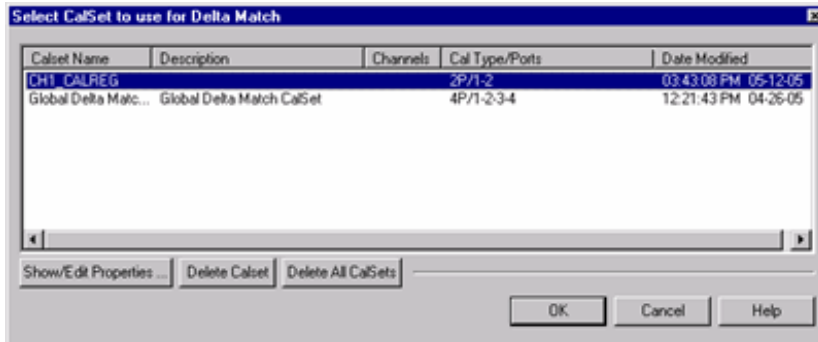 Select CalSet to use for Delta Match
Calset Name Description Channels Cal Type/Ports Date Modified
CH1_CALREG 2P/1-2 03:43:08 PM 05-12-05
Global Delta Matc... Global Delta Match CalSet 4P/1-2-3-4 12:21:43 PM 04-26-05
Show/Edit Properties ... Delete Calset Delete All CalSets
OK Cancel Help